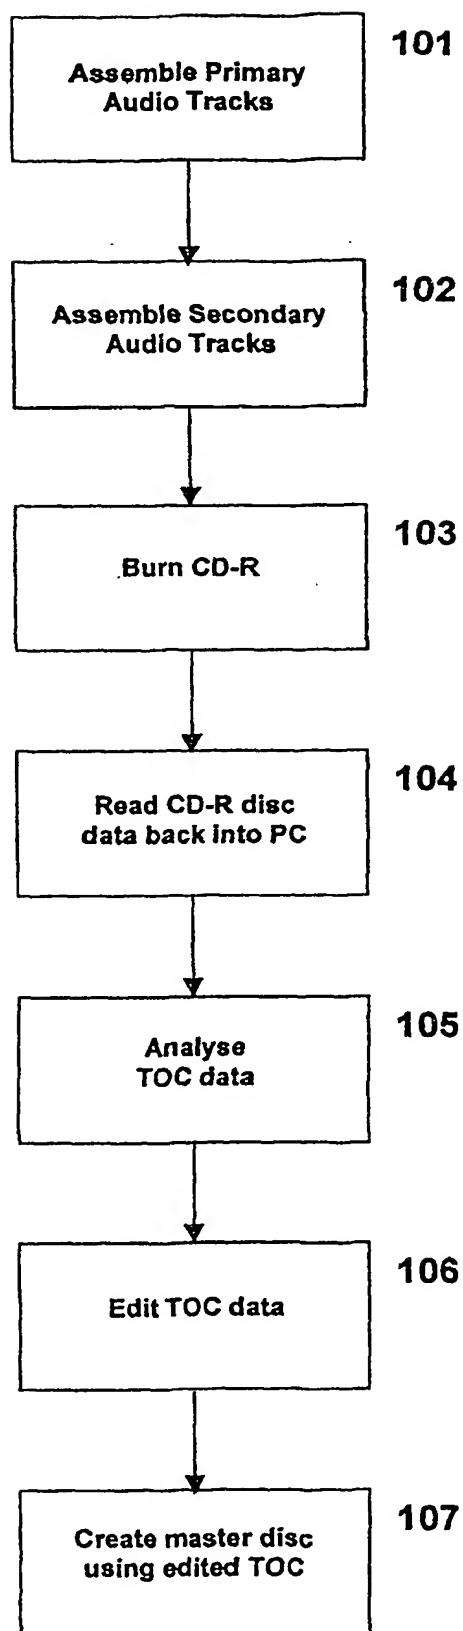 101
Assemble Primary
Audio Tracks
102
Assemble Secondary
Audio Tracks
103
Burn CD-R
104
Read CD-R disc
data back into PC
105
Analyse
TOC data
106
Edit TOC data
107
Create master disc
using edited TOC